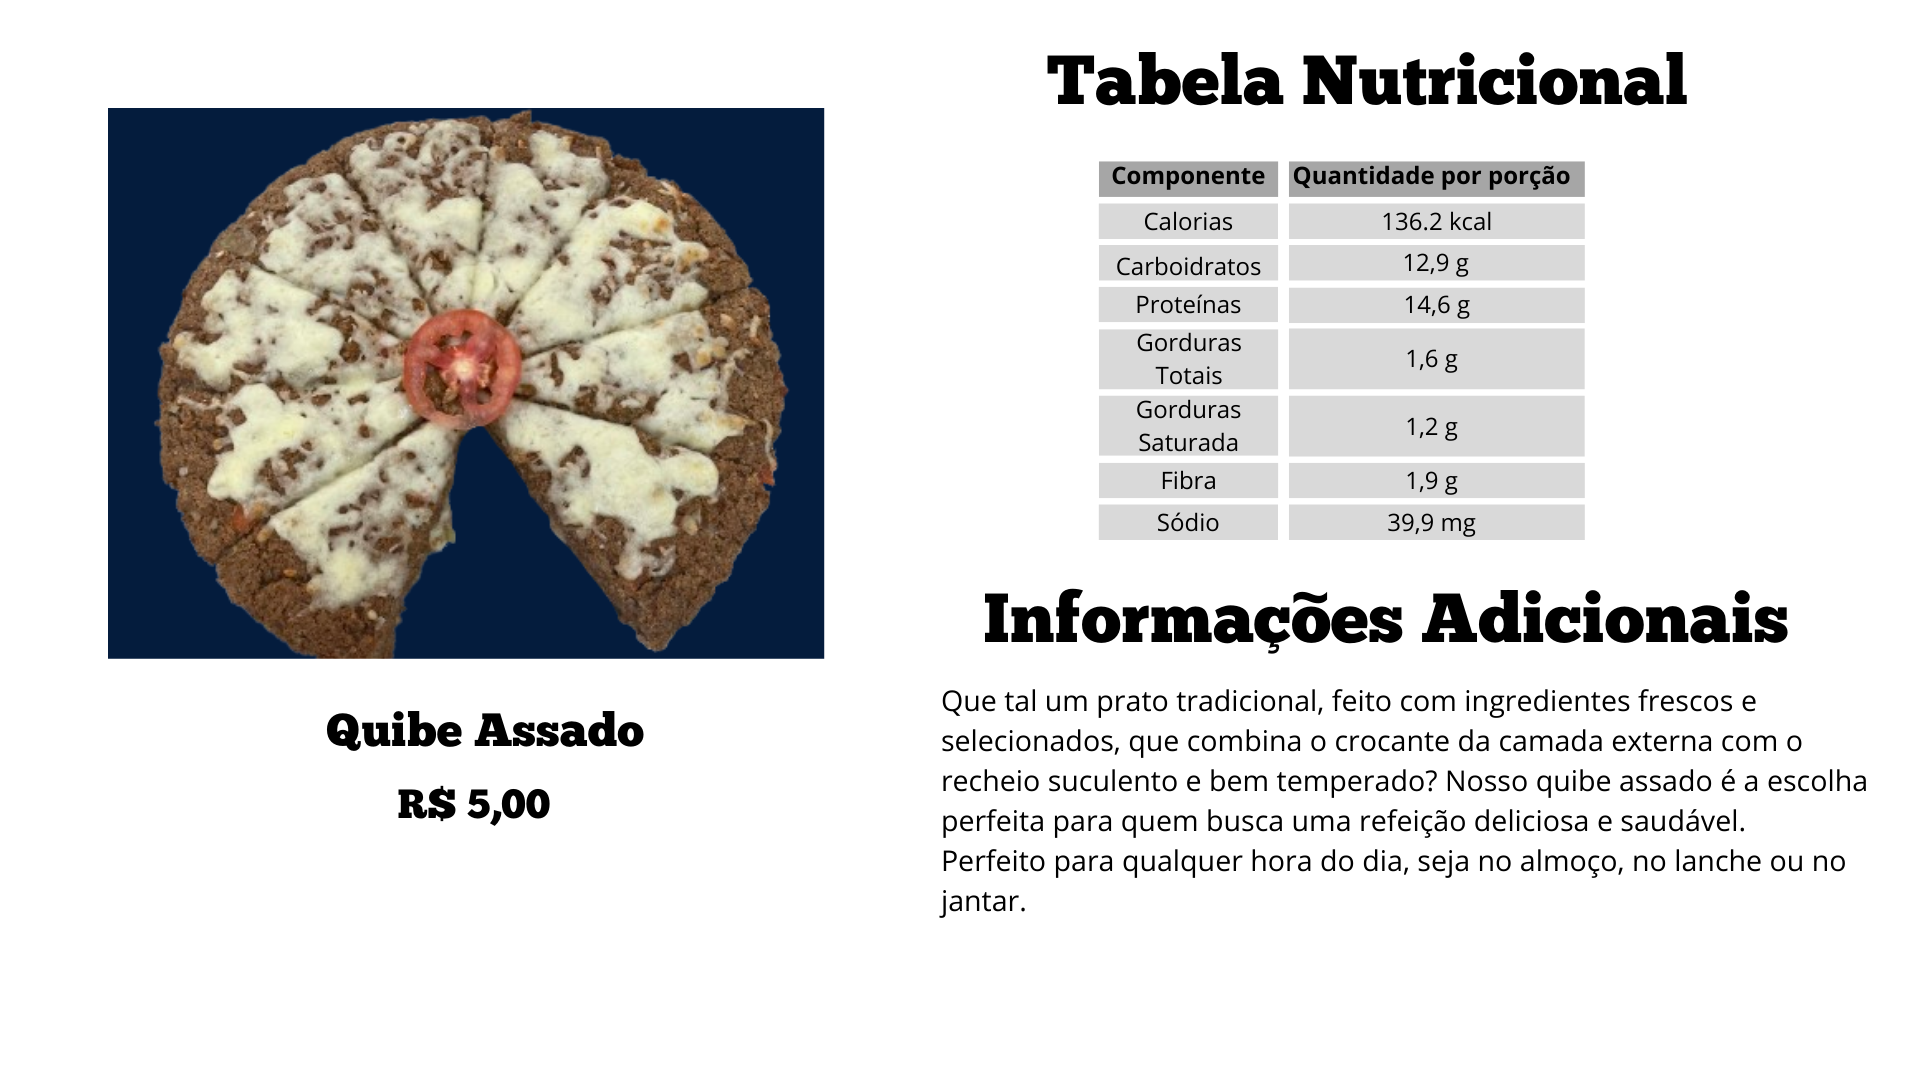 Quibe Assado
R$ 5,00
Tabela Nutricional
Componente Quantidade por porção
Calorias 136.2 kcal
Carboidratos 12,9 g
Proteínas 14,6 g
Gorduras
Totais 1,6 g
Gorduras
Saturada 1,2 g
Fibra 1,9 g
Sódio 39,9 mg
Informações Adicionais
Que tal um prato tradicional, feito com ingredientes frescos e
selecionados, que combina o crocante da camada externa com o
recheio suculento e bem temperado? Nosso quibe assado é a escolha
perfeita para quem busca uma refeição deliciosa e saudável.
Perfeito para qualquer hora do dia, seja no almoço, no lanche ou no
jantar.